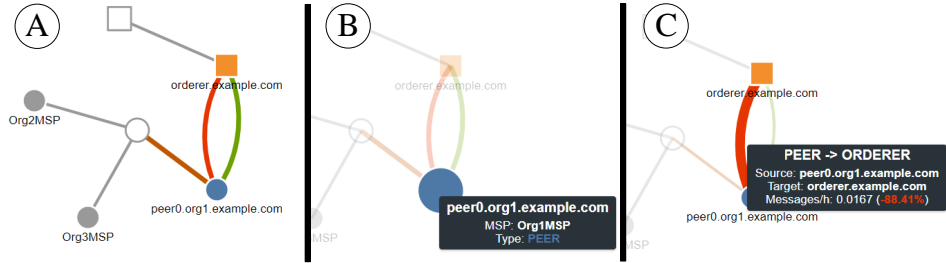 A
orderer.example.com
Org2MSP
peer0.org1.example.com
Org3MSP
B
orderer.example.com
peer0.org1.example.com
MSP: Org1MSP
Type: PEER
MSP
C
orderer.example.com
PEER -> ORDERER
Source: peer0.org1.example.com
Target: orderer.example.com
Messages/h: 0.0167 (-88.41%)
peer0.org1.example.com
MSP